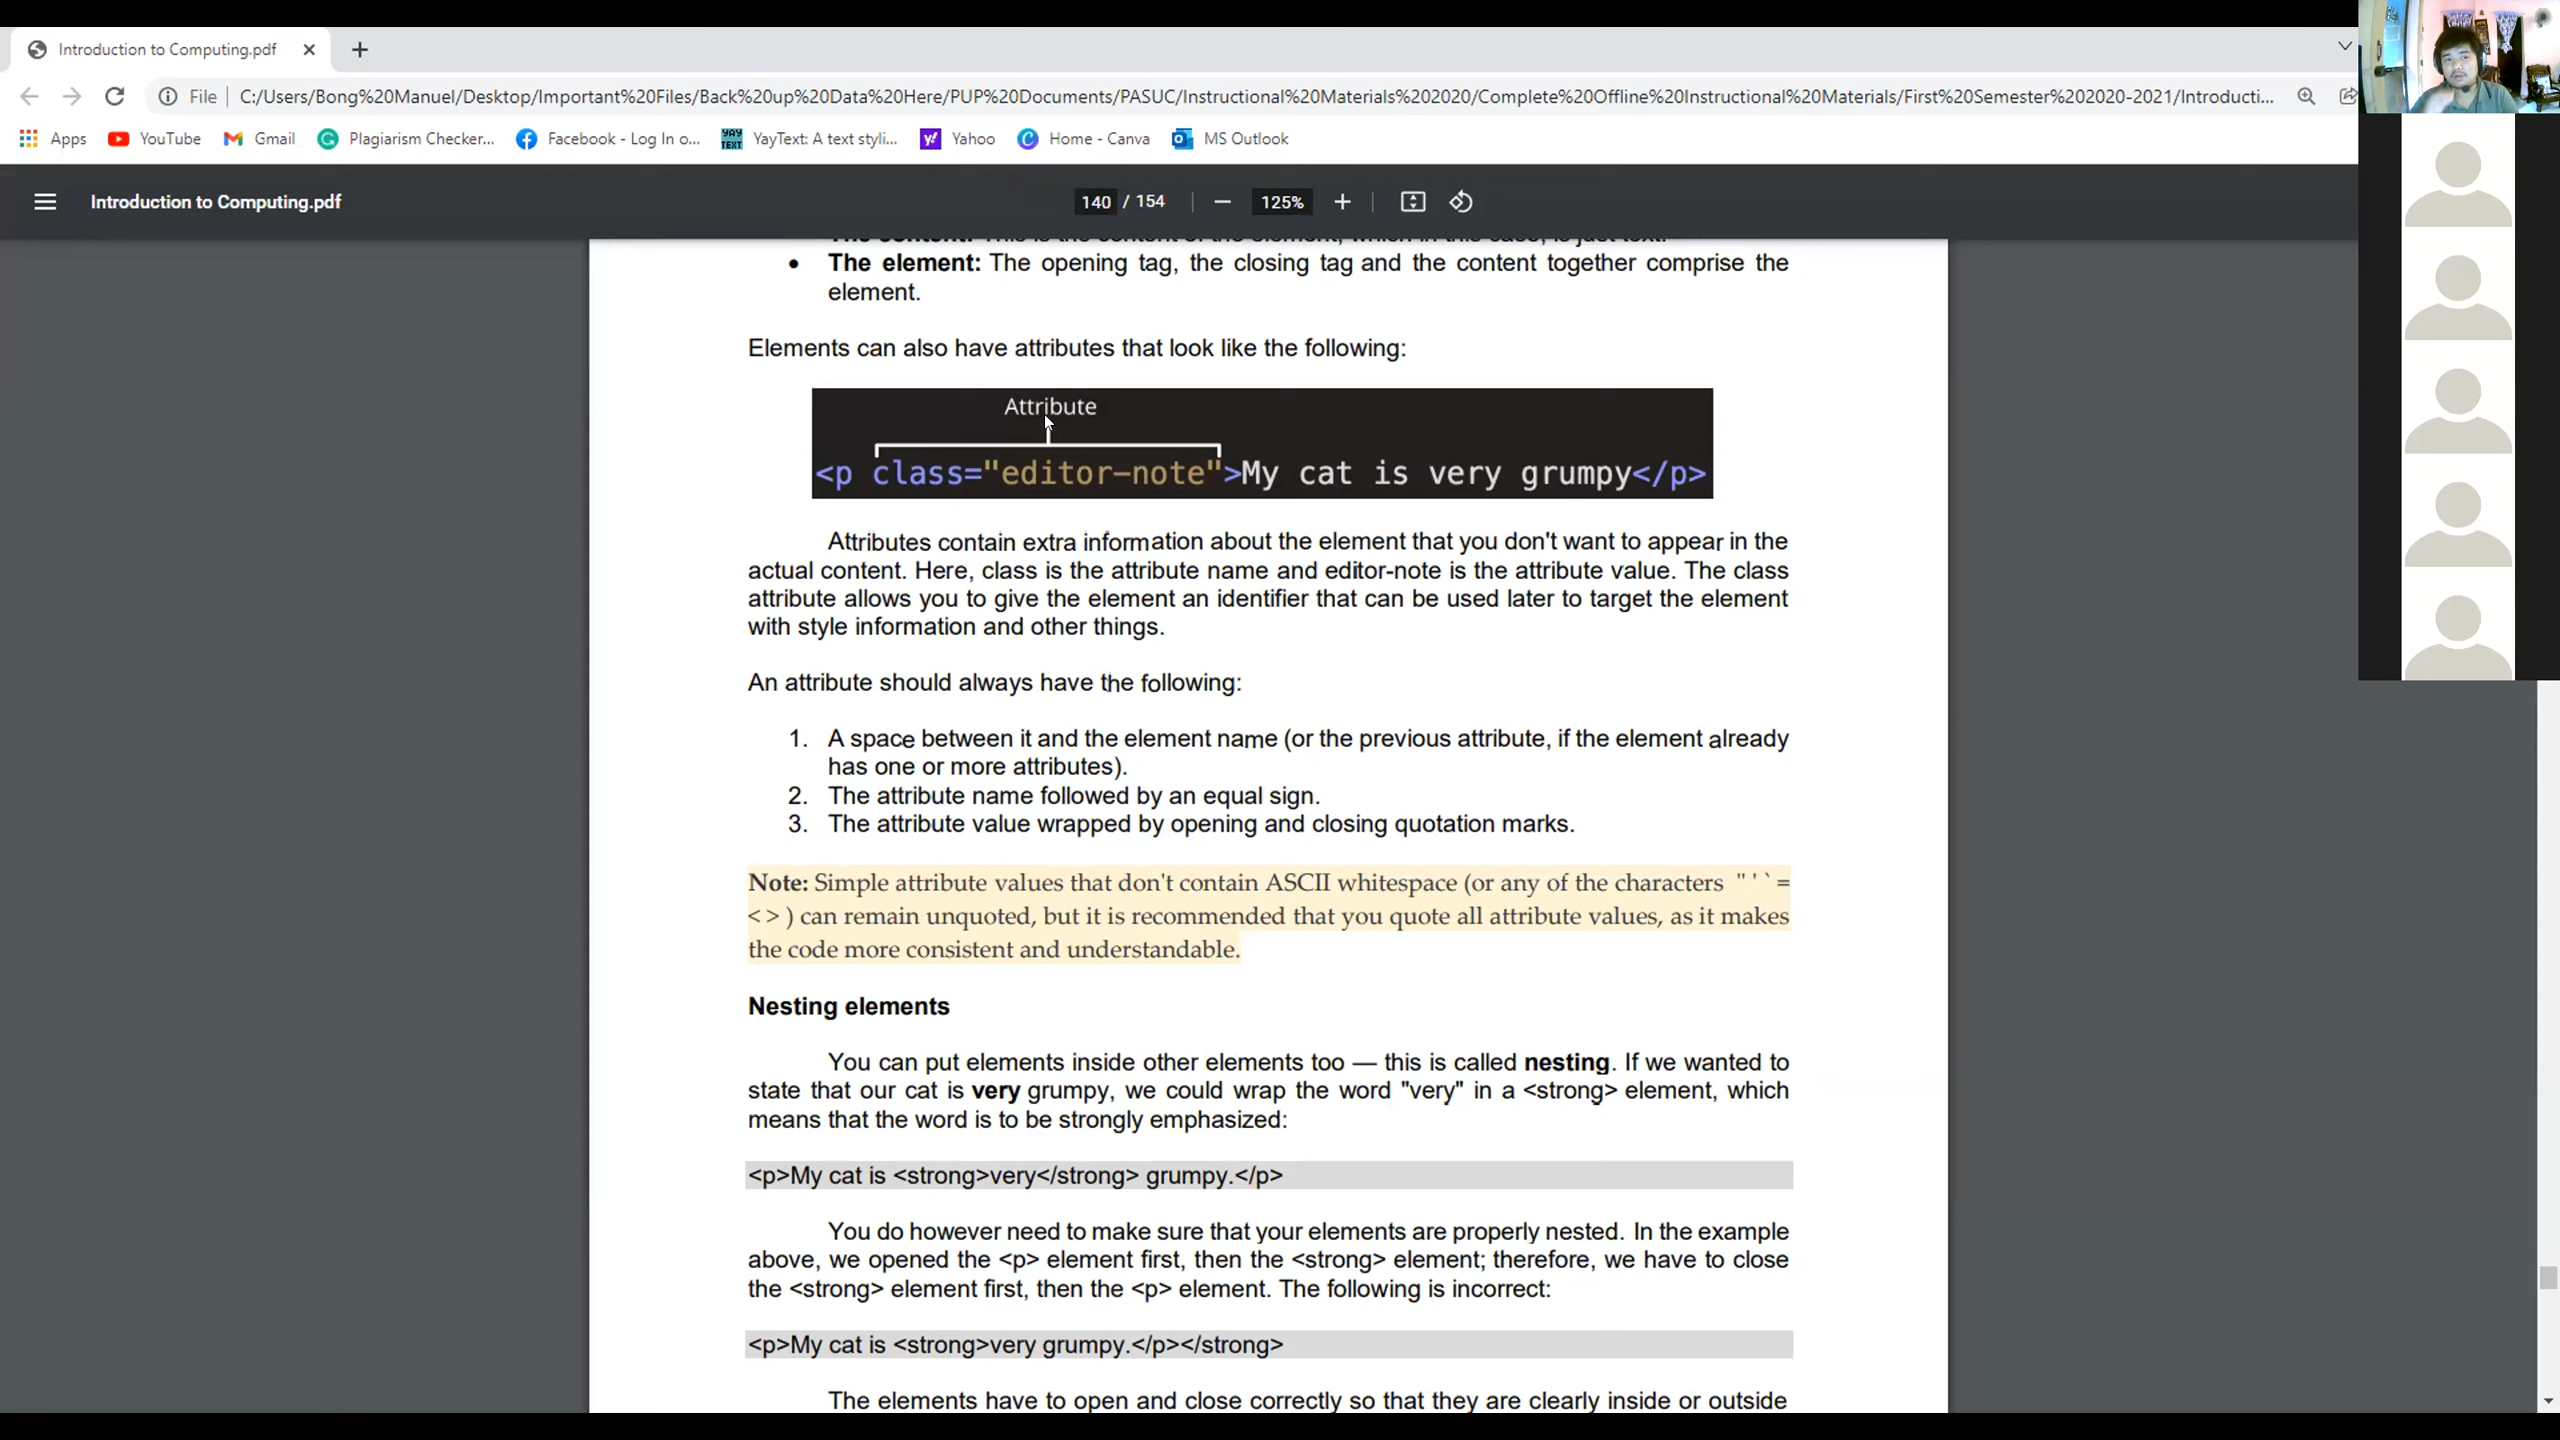 Introduction to Computing.pdf
File C:/Users/Bong%20Manuel/Desktop/Important%20Files/Back%20up%20Data%20Here/PUP%20Documents/PASUC/Instructional%20Materials%202020/Complete%20Offline%20Instructional%20Materials/First%20Semester%202020-2021/Introducti...
Apps YouTube Gmail Plagiarism Checker... Facebook - Log In o... YAY TEXT YayText: A text styli... Yahoo Home - Canva MS Outlook
Introduction to Computing.pdf 140 / 154 125%
The content: This is the content of the element, which in this case, is just text.
• The element: The opening tag, the closing tag and the content together comprise the
element.
Elements can also have attributes that look like the following:
Attribute
<p class="editor-note">My cat is very grumpy</p>
Attributes contain extra information about the element that you don't want to appear in the
actual content. Here, class is the attribute name and editor-note is the attribute value. The class
attribute allows you to give the element an identifier that can be used later to target the element
with style information and other things.
An attribute should always have the following:
1. A space between it and the element name (or the previous attribute, if the element already
has one or more attributes).
2. The attribute name followed by an equal sign.
3. The attribute value wrapped by opening and closing quotation marks.
Note: Simple attribute values that don't contain ASCII whitespace (or any of the characters " ' ` =
< > ) can remain unquoted, but it is recommended that you quote all attribute values, as it makes
the code more consistent and understandable.
Nesting elements
You can put elements inside other elements too — this is called nesting. If we wanted to
state that our cat is very grumpy, we could wrap the word "very" in a <strong> element, which
means that the word is to be strongly emphasized:
<p>My cat is <strong>very</strong> grumpy.</p>
You do however need to make sure that your elements are properly nested. In the example
above, we opened the <p> element first, then the <strong> element; therefore, we have to close
the <strong> element first, then the <p> element. The following is incorrect:
<p>My cat is <strong>very grumpy.</p></strong>
The elements have to open and close correctly so that they are clearly inside or outside